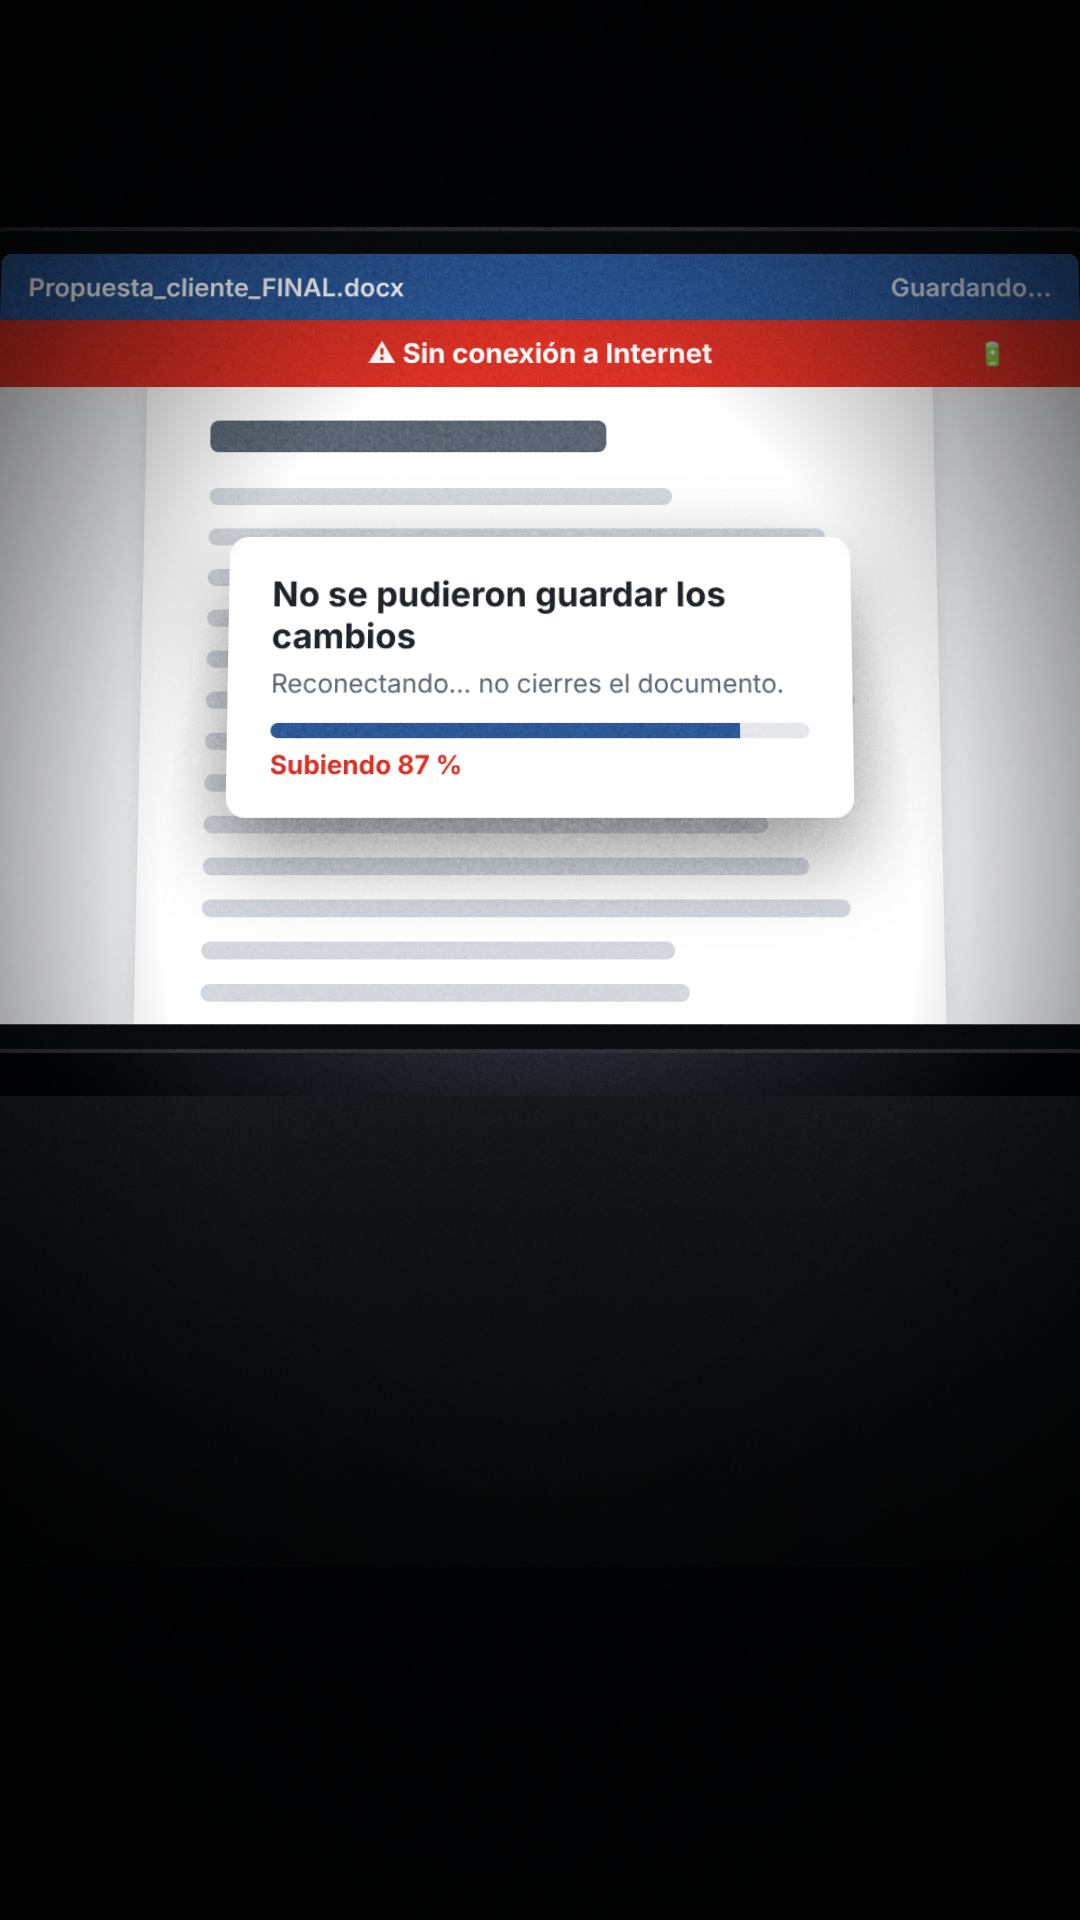 Propuesta_cliente_FINAL.docx
Guardando...
⚠ Sin conexión a Internet
No se pudieron guardar los
cambios
Reconectando... no cierres el documento.
Subiendo 87 %